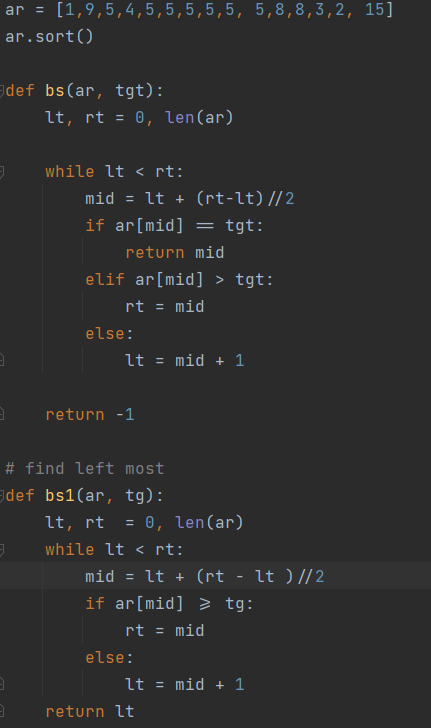 ar = [1,9,5,4,5,5,5,5,5, 5,8,8,3,2, 15]
ar.sort()
def bs(ar, tgt):
    lt, rt = 0, len(ar)
    while lt < rt:
        mid = lt + (rt-lt)//2
        if ar[mid] == tgt:
            return mid
        elif ar[mid] > tgt:
            rt = mid
        else:
            lt = mid + 1
    return -1
# find left most
def bs1(ar, tg):
    lt, rt  = 0, len(ar)
    while lt < rt:
        mid = lt + (rt - lt )//2
        if ar[mid] >= tg:
            rt = mid
        else:
            lt = mid + 1
    return lt